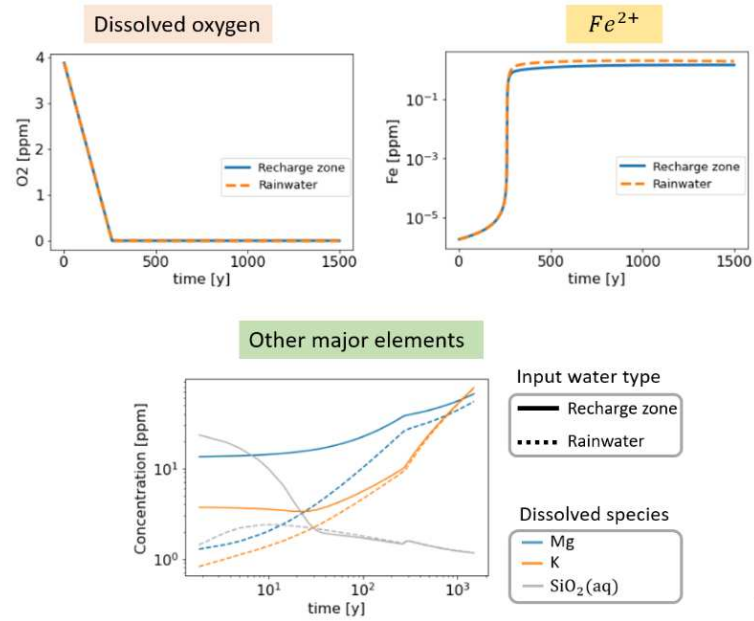 Dissolved oxygen
Fe²⁺
O2 [ppm]
4
3
2
1
0
Recharge zone
Rainwater
0
500
1000
1500
time [y]
Fe [ppm]
10⁻¹
10⁻³
10⁻⁵
Recharge zone
Rainwater
0
500
1000
1500
time [y]
Other major elements
Concentration [ppm]
10¹
10⁰
10¹
10²
10³
time [y]
Input water type
Recharge zone
Rainwater
Dissolved species
Mg
K
SiO₂(aq)